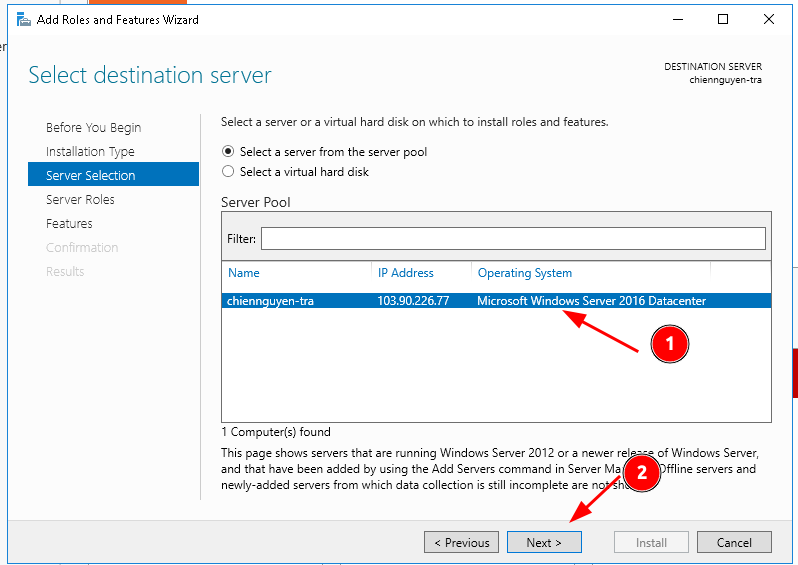 Add Roles and Features Wizard
Select destination server
DESTINATION SERVER
chiennguyen-tra
Before You Begin
Installation Type
Server Selection
Server Roles
Features
Confirmation
Results
Select a server or a virtual hard disk on which to install roles and features.
Select a server from the server pool
Select a virtual hard disk
Server Pool
Filter:
Name IP Address Operating System
chiennguyen-tra 103.90.226.77 Microsoft Windows Server 2016 Datacenter
1
1 Computer(s) found
This page shows servers that are running Windows Server 2012 or a newer release of Windows Server,
and that have been added by using the Add Servers command in Server Offline servers and
newly-added servers from which data collection is still incomplete are not
2
< Previous Next > Install Cancel